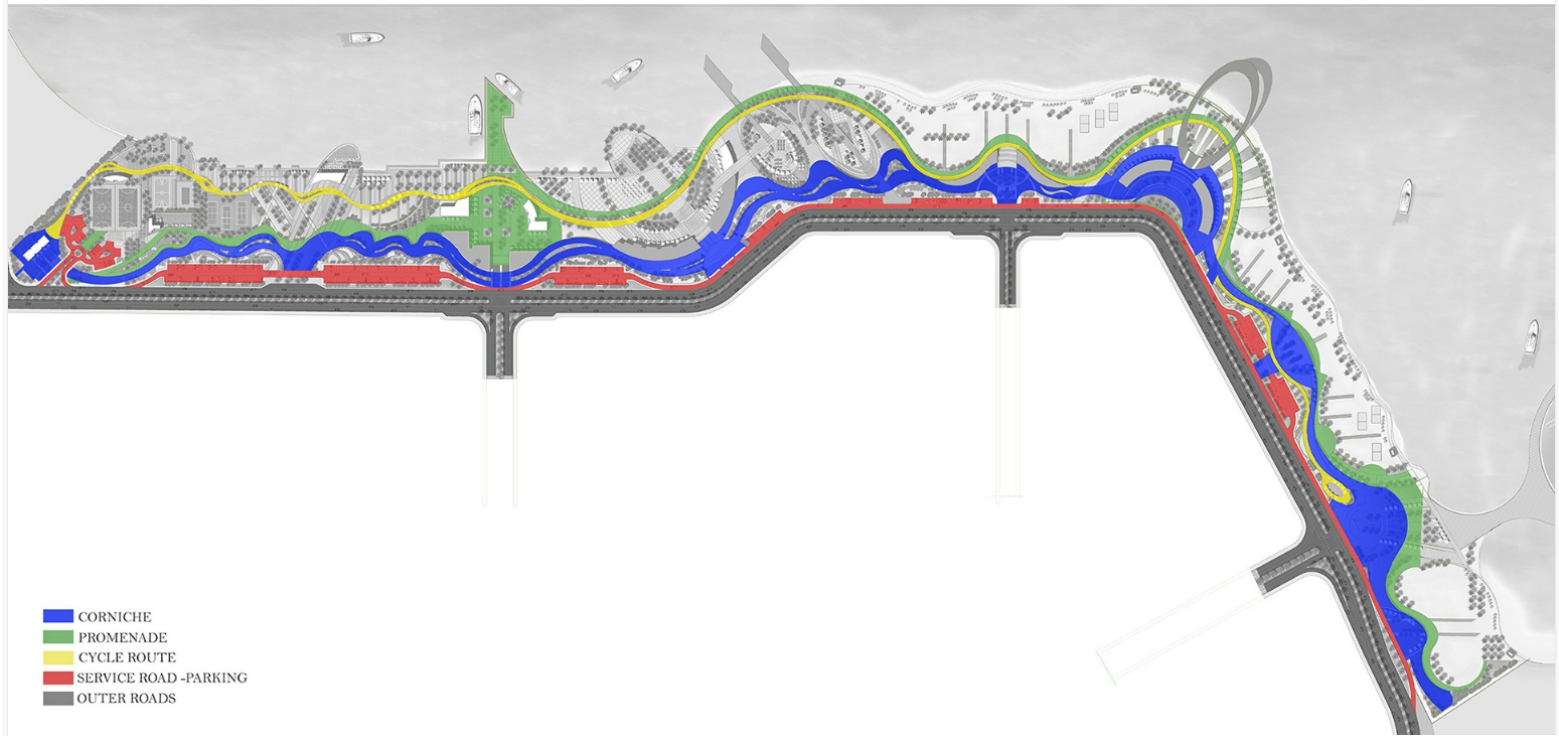 CORNICHE
PROMENADE
CYCLE ROUTE
SERVICE ROAD -PARKING
OUTER ROADS